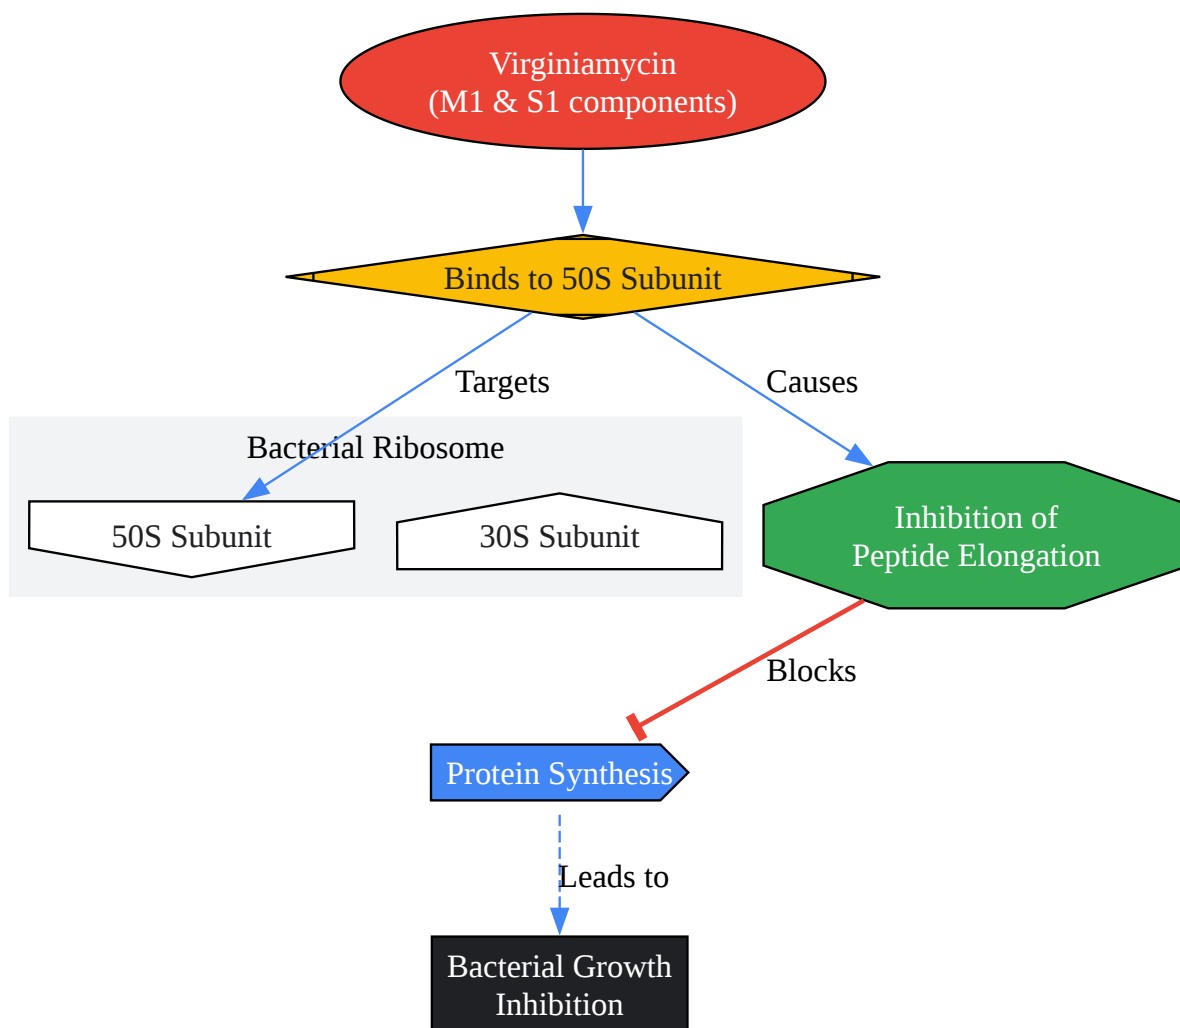 Virginiamycin
(M1 & S1 components)
Binds to 50S Subunit
Targets
Causes
Bacterial Ribosome
50S Subunit
30S Subunit
Inhibition of
Peptide Elongation
Blocks
Protein Synthesis
Leads to
Bacterial Growth
Inhibition